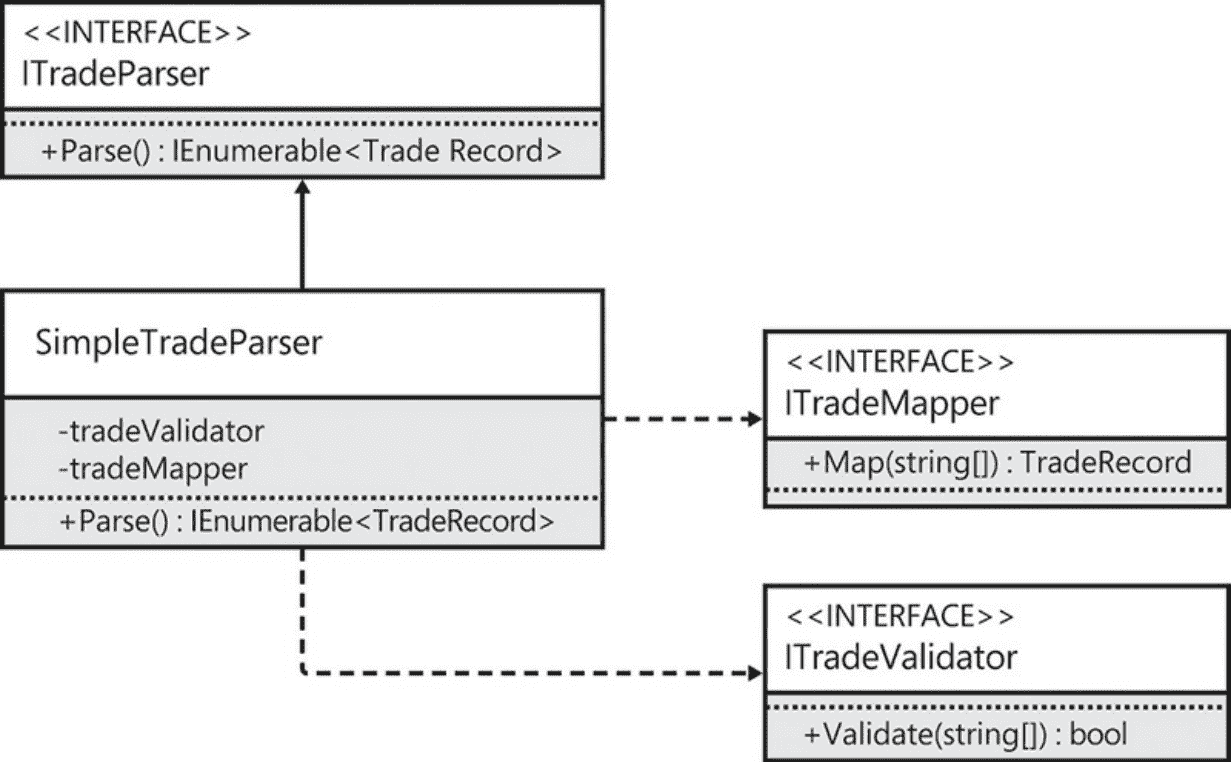 <<INTERFACE>>
ITradeParser
+Parse() : IEnumerable<Trade Record>
SimpleTradeParser
-tradeValidator
-tradeMapper
+Parse() : IEnumerable<TradeRecord>
<<INTERFACE>>
ITradeMapper
+Map(string[]) : TradeRecord
<<INTERFACE>>
ITradeValidator
+Validate(string[]) : bool